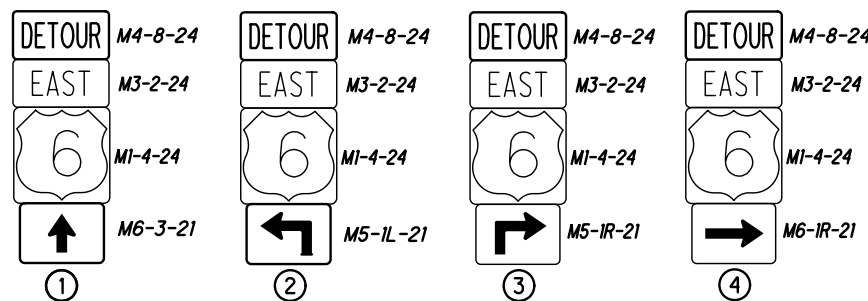 DETOUR M4-8-24 DETOUR M4-8-24 DETOUR M4-8-24 DETOUR M4-8-24
EAST M3-2-24 EAST M3-2-24 EAST M3-2-24 EAST M3-2-24
6 M1-4-24 6 M1-4-24 6 M1-4-24 6 M1-4-24
M6-3-21 M5-1L-21 M5-1R-21 M6-1R-21
1 2 3 4